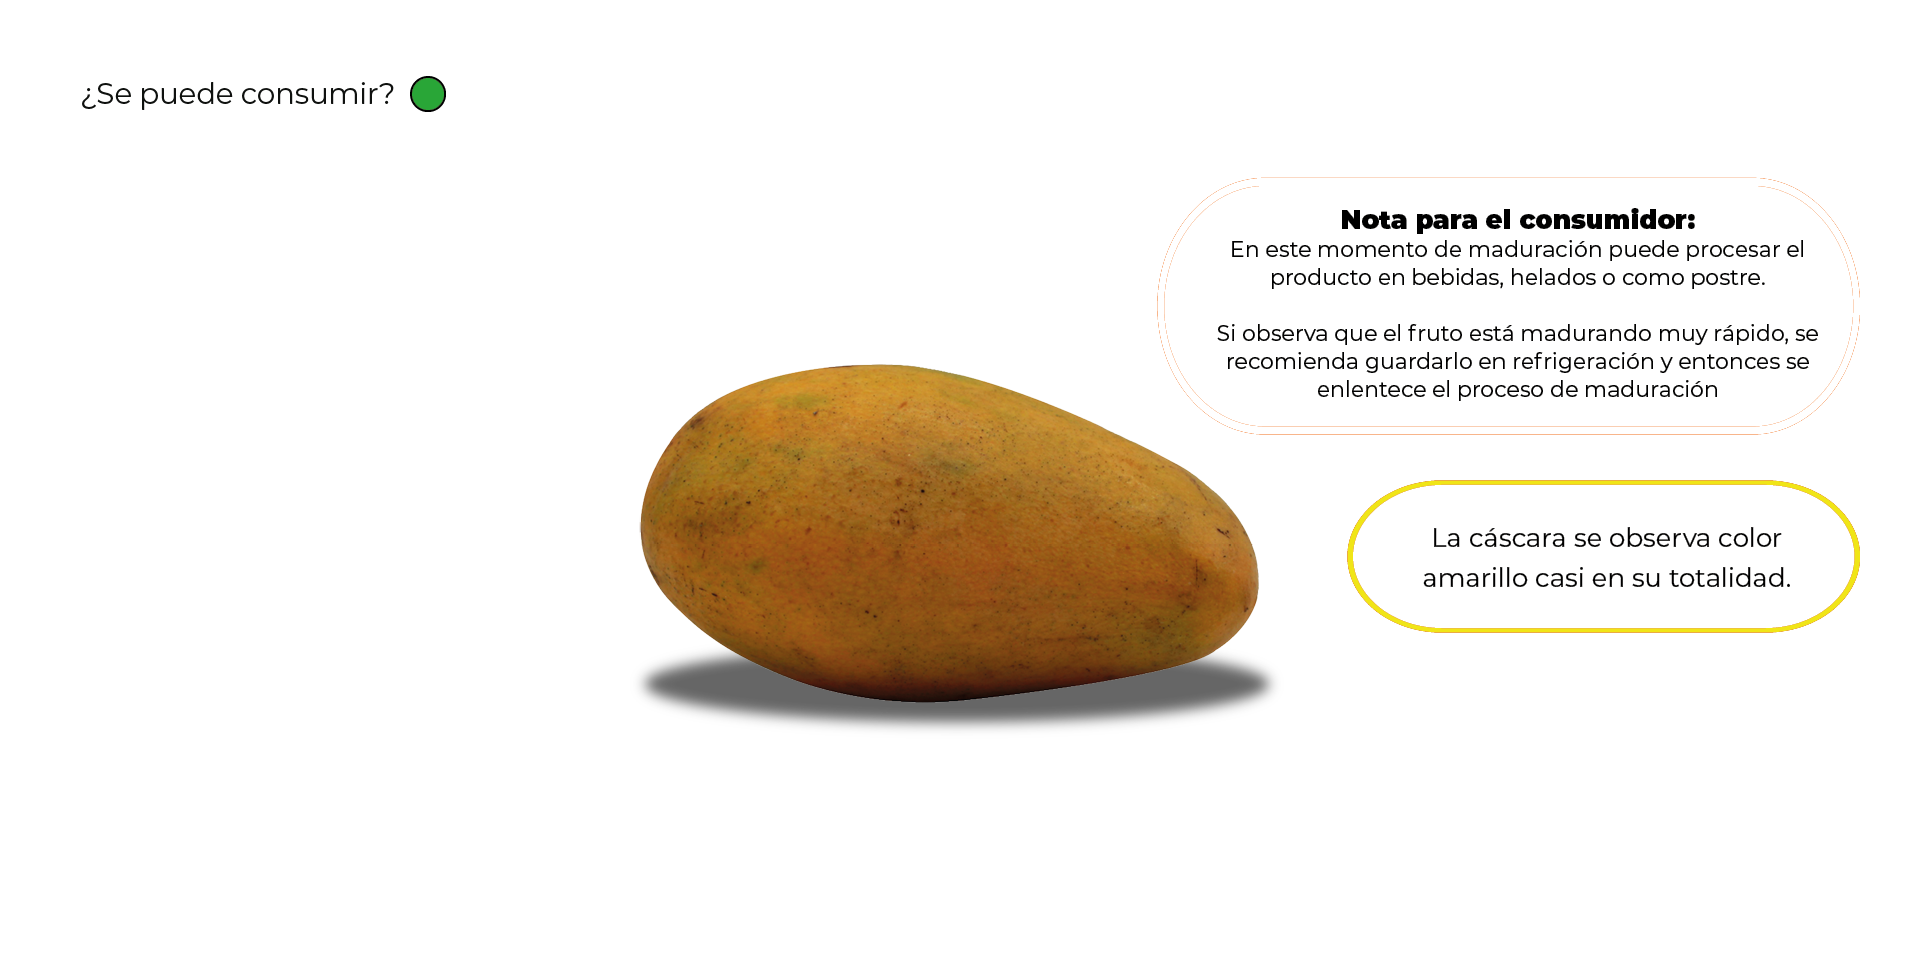 ¿Se puede consumir?
Nota para el consumidor:
En este momento de maduración puede procesar el
producto en bebidas, helados o como postre.
Si observa que el fruto está madurando muy rápido, se
recomienda guardarlo en refrigeración y entonces se
enlentece el proceso de maduración
La cáscara se observa color
amarillo casi en su totalidad.